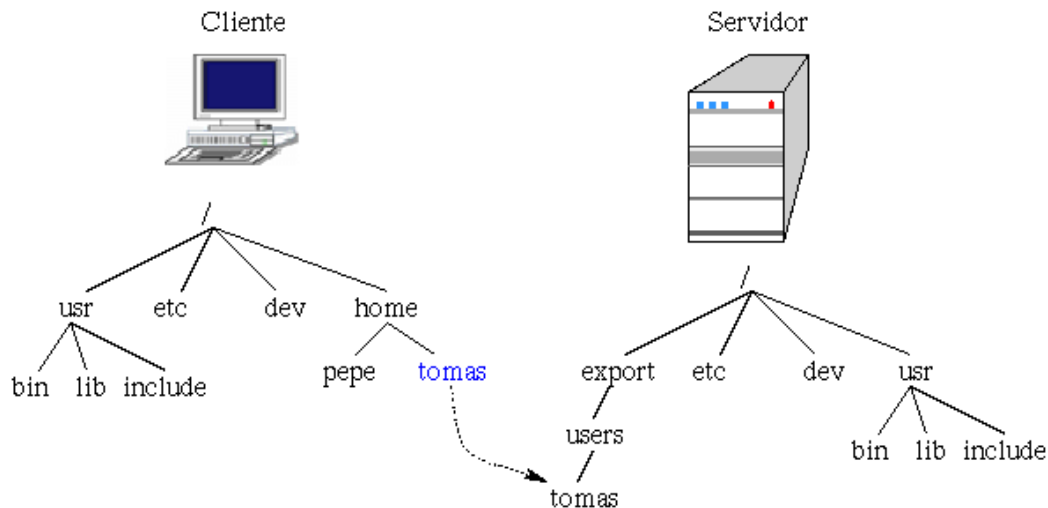 Cliente
Servidor
/
usr etc dev home
bin lib include
pepe tomas
/
export etc dev usr
users
bin lib include
tomas